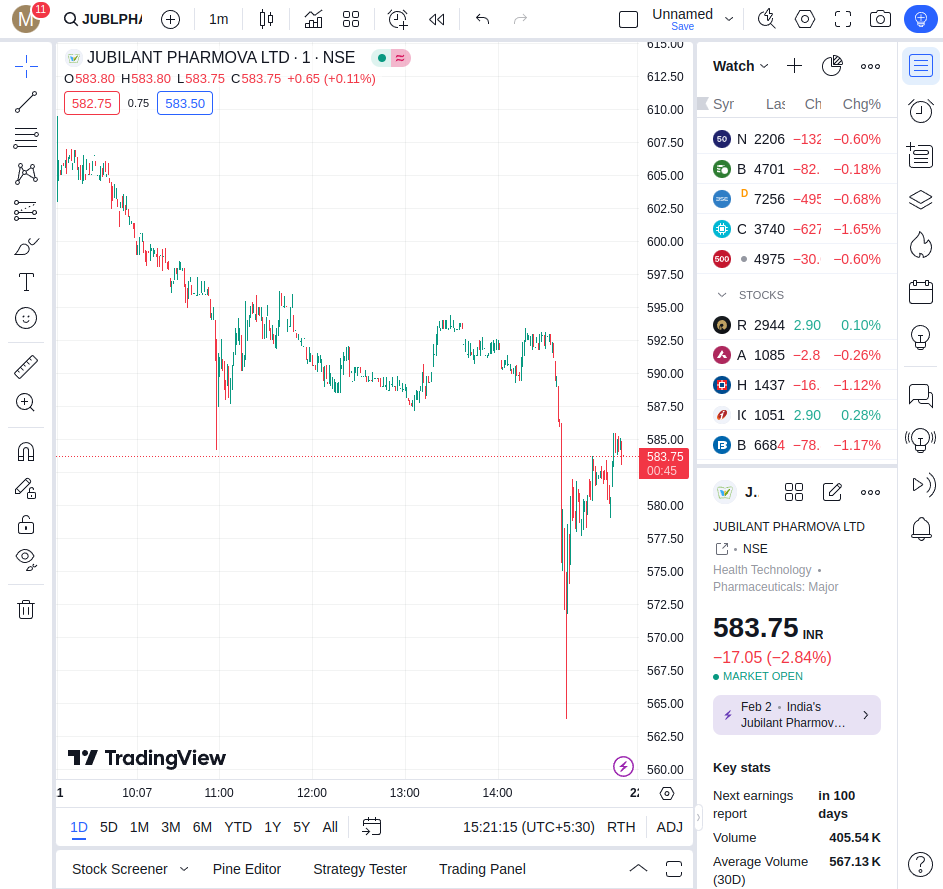 M 11 JUBLPHA 1m Unnamed Save
JUBILANT PHARMOVA LTD · 1 · NSE
O583.80 H583.80 L583.75 C583.75 +0.65 (+0.11%)
582.75 0.75 583.50
615.00
612.50
610.00
607.50
605.00
602.50
600.00
597.50
595.00
592.50
590.00
587.50
585.00
583.75
00:45
580.00
577.50
575.00
572.50
570.00
567.50
565.00
562.50
560.00
TradingView
10:07 11:00 12:00 13:00 14:00
1D 5D 1M 3M 6M YTD 1Y 5Y All 15:21:15 (UTC+5:30) RTH ADJ
Stock Screener Pine Editor Strategy Tester Trading Panel
Watch
Syr Las Ch Chg%
50 N 2206 −132 −0.60%
B 4701 −82. −0.18%
D 7256 −495 −0.68%
C 3740 −627 −1.65%
500 4975 −30. −0.60%
STOCKS
R 2944 2.90 0.10%
A 1085 −2.8 −0.26%
H 1437 −16. −1.12%
IC 1051 2.90 0.28%
B 6684 −78. −1.17%
J..
JUBILANT PHARMOVA LTD
• NSE
Health Technology •
Pharmaceuticals: Major
583.75 INR
−17.05 (−2.84%)
MARKET OPEN
Feb 2 • India's
Jubilant Pharmov...
Key stats
Next earnings report in 100 days
Volume 405.54 K
Average Volume (30D) 567.13 K